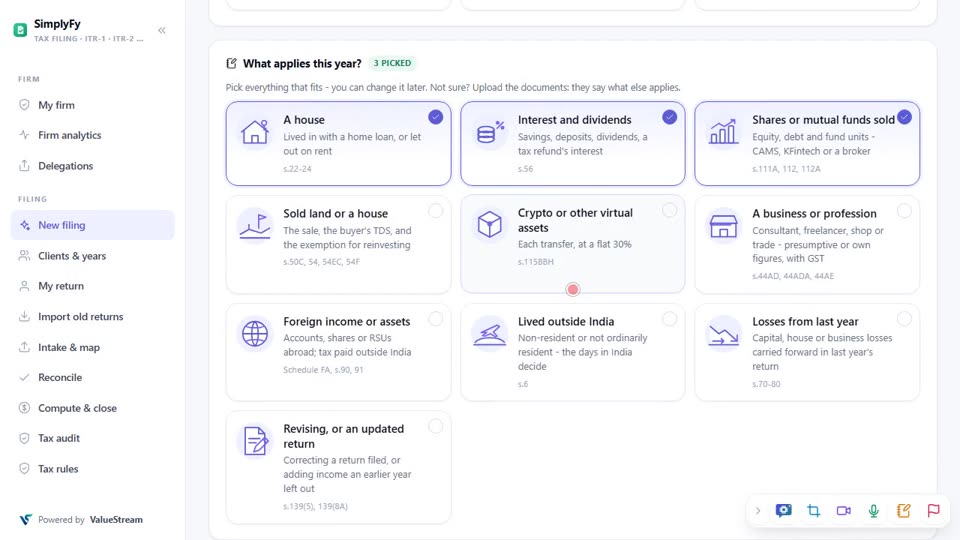 SimplyFy
TAX FILING · ITR-1 · ITR-2 ...
FIRM
My firm
Firm analytics
Delegations
FILING
New filing
Clients & years
My return
Import old returns
Intake & map
Reconcile
Compute & close
Tax audit
Tax rules
Powered by ValueStream
What applies this year? 3 PICKED
Pick everything that fits - you can change it later. Not sure? Upload the documents: they say what else applies.
A house
Lived in with a home loan, or let
out on rent
s.22-24
Interest and dividends
Savings, deposits, dividends, a
tax refund's interest
s.56
Shares or mutual funds sold
Equity, debt and fund units -
CAMS, KFintech or a broker
s.111A, 112, 112A
Sold land or a house
The sale, the buyer's TDS, and
the exemption for reinvesting
s.50C, 54, 54EC, 54F
Crypto or other virtual
assets
Each transfer, at a flat 30%
s.115BBH
A business or profession
Consultant, freelancer, shop or
trade - presumptive or own
figures, with GST
s.44AD, 44ADA, 44AE
Foreign income or assets
Accounts, shares or RSUs
abroad; tax paid outside India
Schedule FA, s.90, 91
Lived outside India
Non-resident or not ordinarily
resident - the days in India
decide
s.6
Losses from last year
Capital, house or business losses
carried forward in last year's
return
s.70-80
Revising, or an updated
return
Correcting a return filed, or
adding income an earlier year
left out
s.139(5), 139(8A)